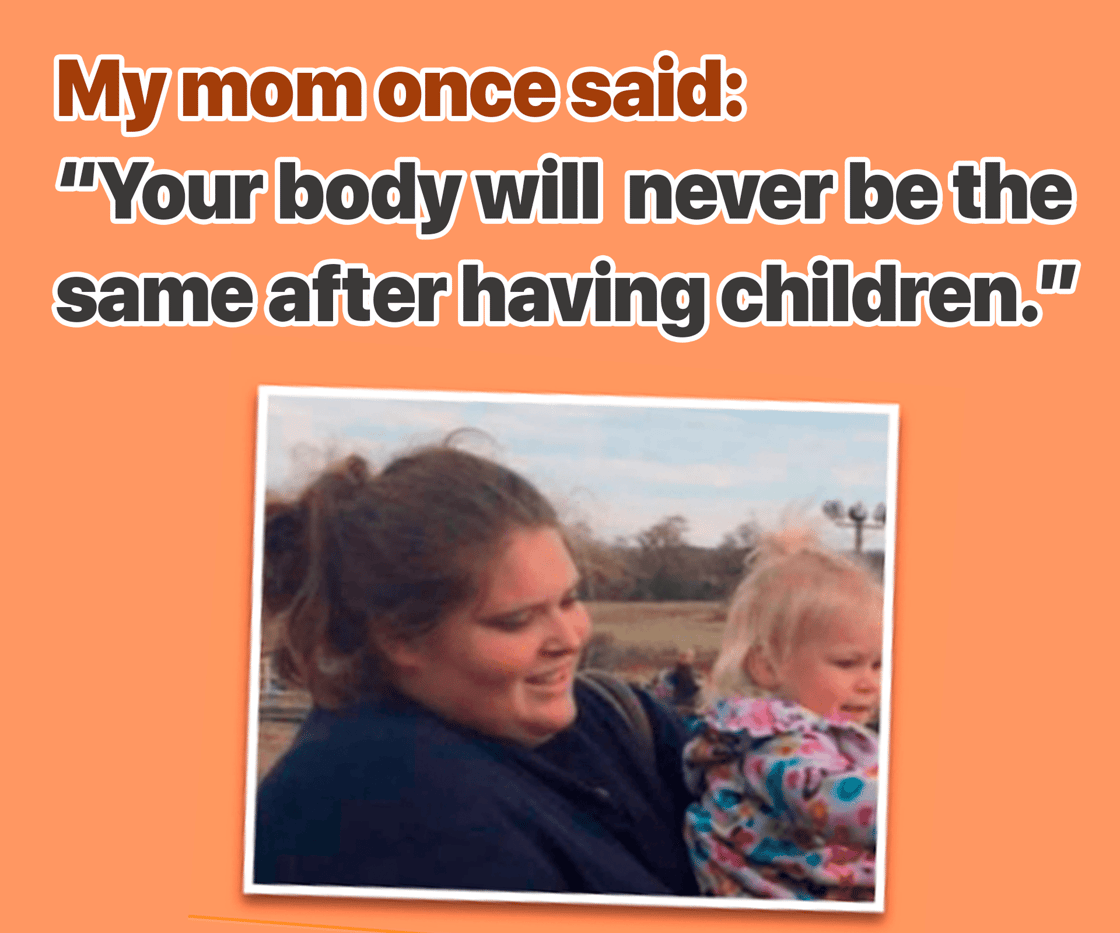 My mom once said:
"Your body will never be the
same after having children."